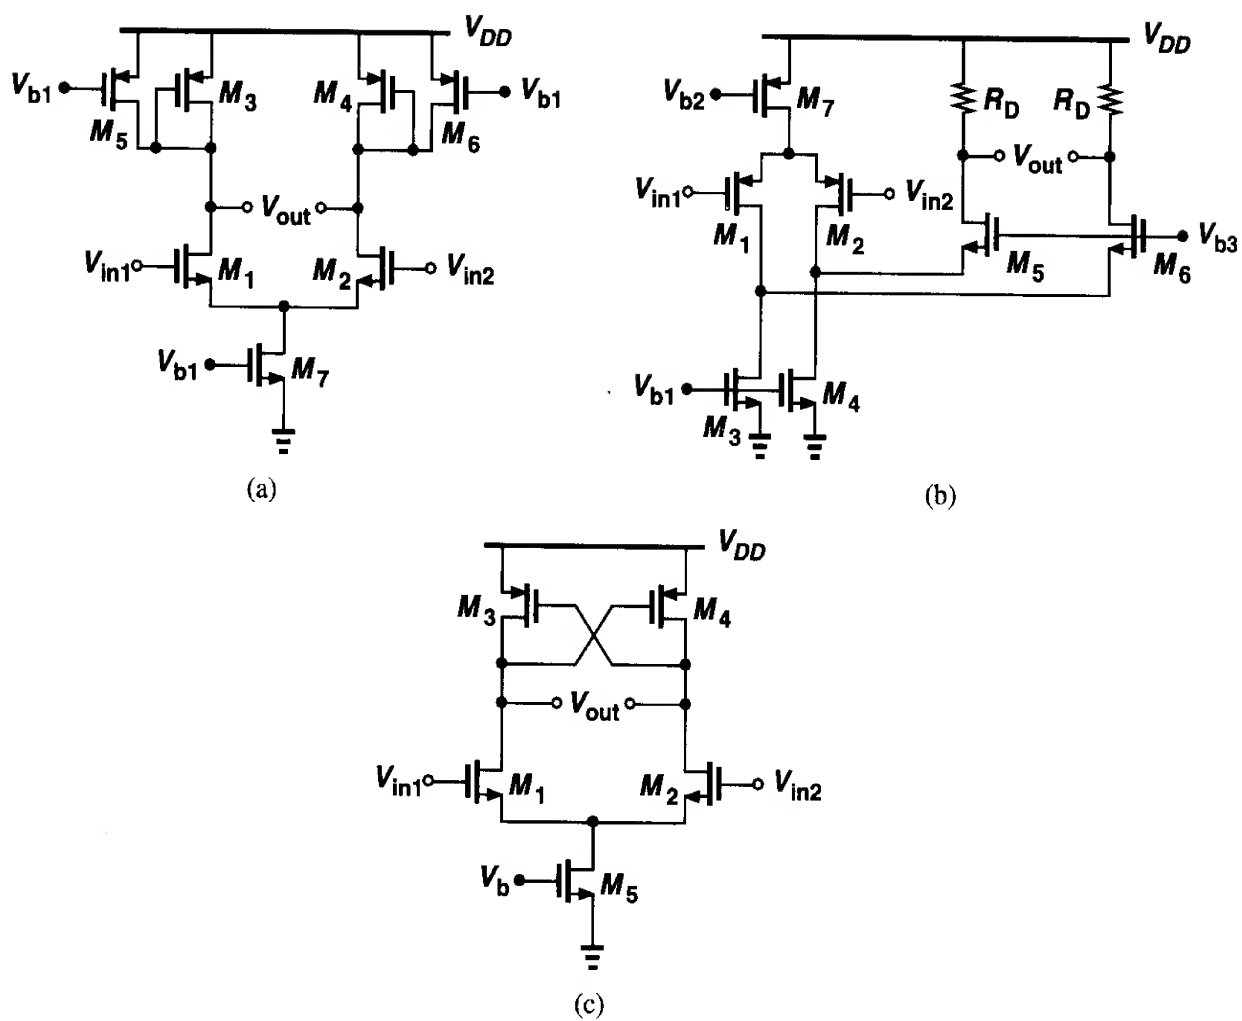 V_DD
V_b1 M_3 M_4 V_b1
M_5 M_6
V_out
V_in1 M_1 M_2 V_in2
V_b1 M_7
(a)
V_DD
V_b2 M_7 R_D R_D
V_out
V_in1 V_in2
M_1 M_2 V_b3
M_5 M_6
V_b1 M_4
M_3
(b)
V_DD
M_3 M_4
V_out
V_in1 M_1 M_2 V_in2
V_b M_5
(c)